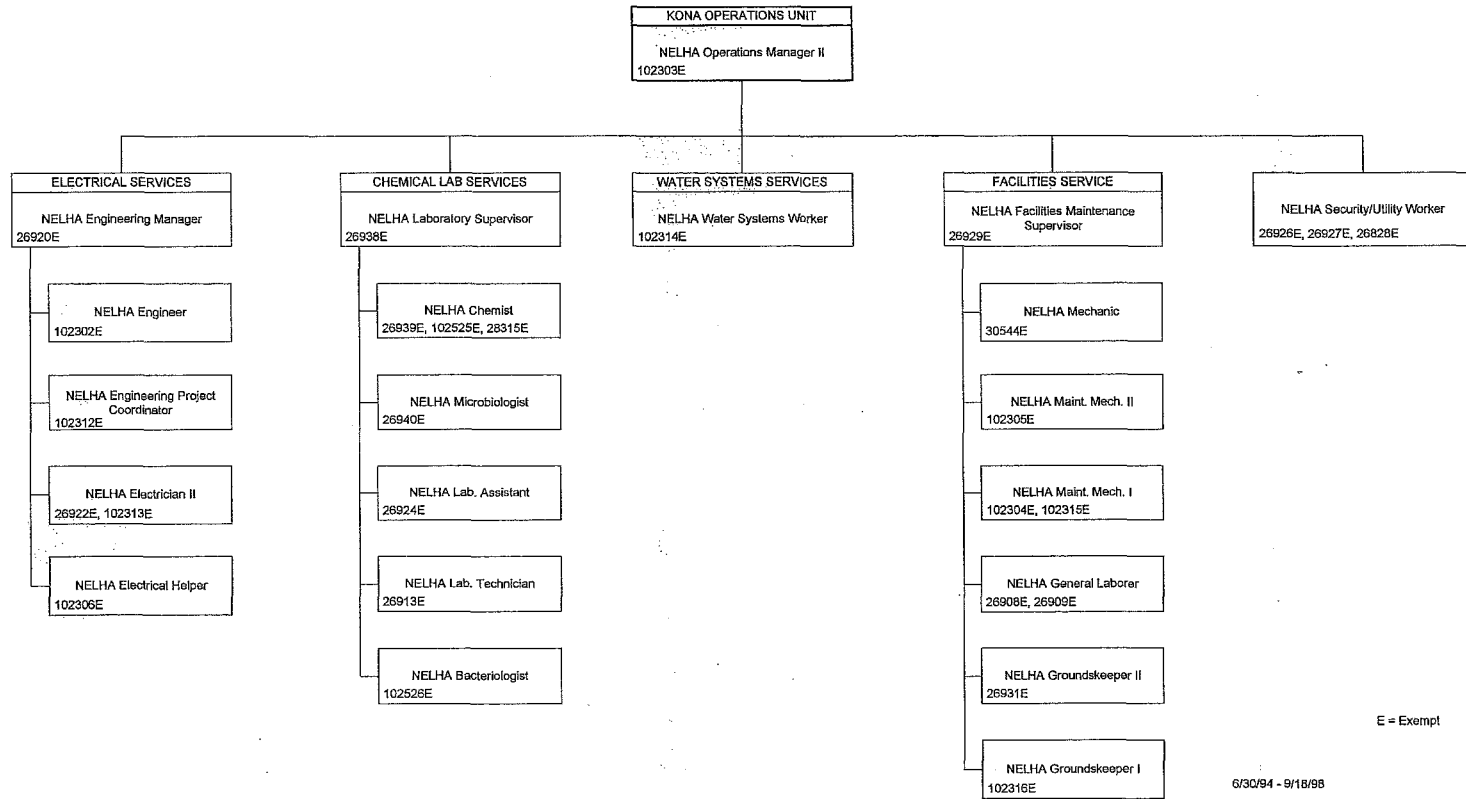 KONA OPERATIONS UNIT
NELHA Operations Manager II
102303E
ELECTRICAL SERVICES
NELHA Engineering Manager
26920E
NELHA Engineer
102302E
NELHA Engineering Project
Coordinator
102312E
NELHA Electrician II
26922E, 102313E
NELHA Electrical Helper
102306E
CHEMICAL LAB SERVICES
NELHA Laboratory Supervisor
26938E
NELHA Chemist
26939E, 102525E, 28315E
NELHA Microbiologist
26940E
NELHA Lab. Assistant
26924E
NELHA Lab. Technician
26913E
NELHA Bacteriologist
102526E
WATER SYSTEMS SERVICES
NELHA Water Systems Worker
102314E
FACILITIES SERVICE
NELHA Facilities Maintenance
Supervisor
26929E
NELHA Mechanic
30544E
NELHA Maint. Mech. II
102305E
NELHA Maint. Mech. I
102304E, 102315E
NELHA General Laborer
26908E, 26909E
NELHA Groundskeeper II
26931E
NELHA Groundskeeper I
102316E
NELHA Security/Utility Worker
26926E, 26927E, 26828E
E = Exempt
6/30/94 - 9/18/98